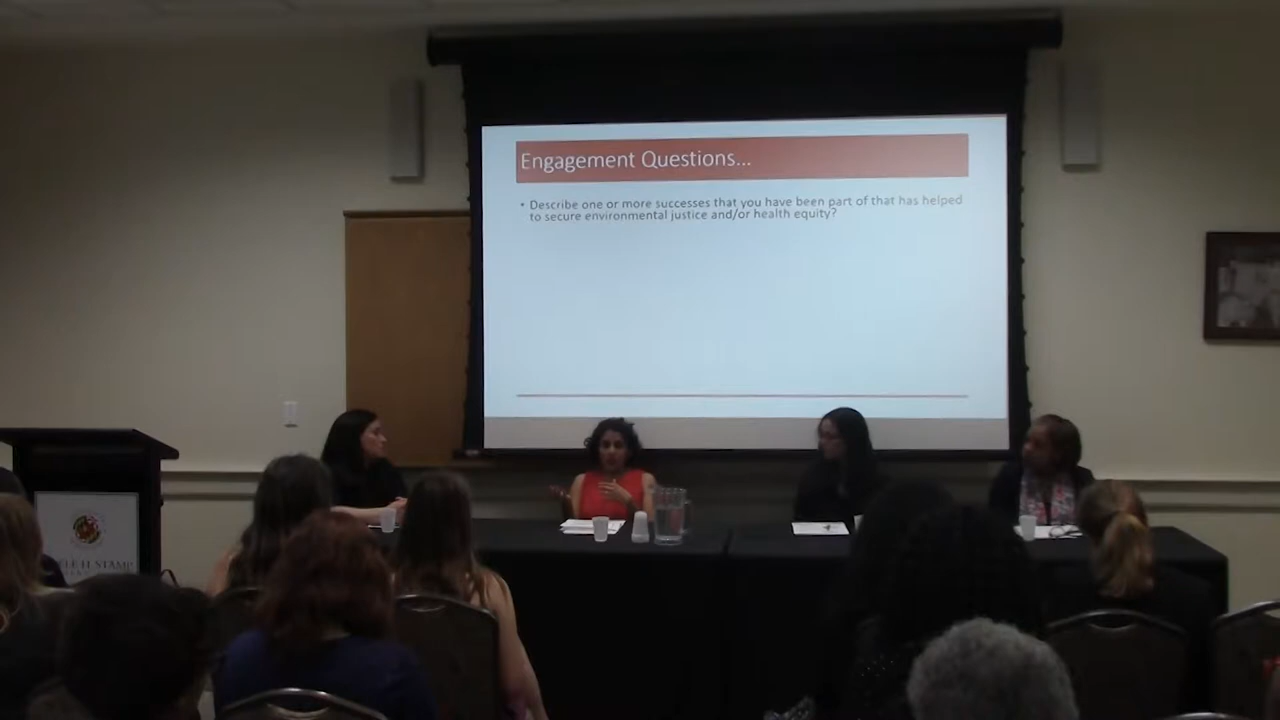 Engagement Questions...
• Describe one or more successes that you have been part of that has helped
to secure environmental justice and/or health equity?
H. STAMP